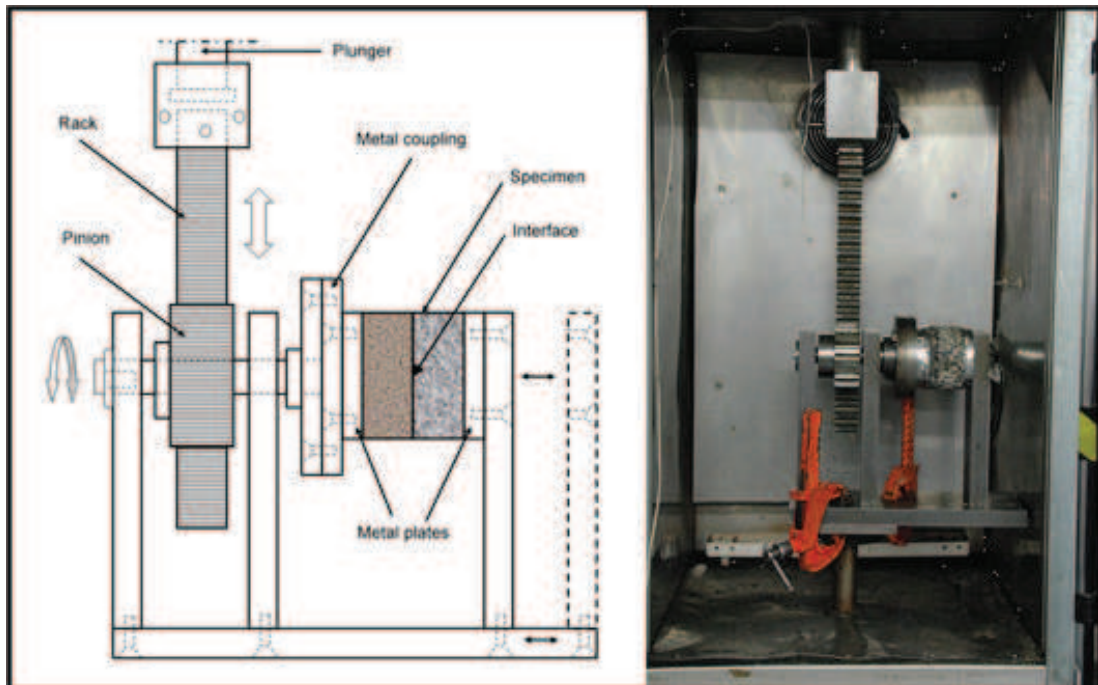 Plunger
Rack
Metal coupling
Specimen
Pinion
Interface
Metal plates